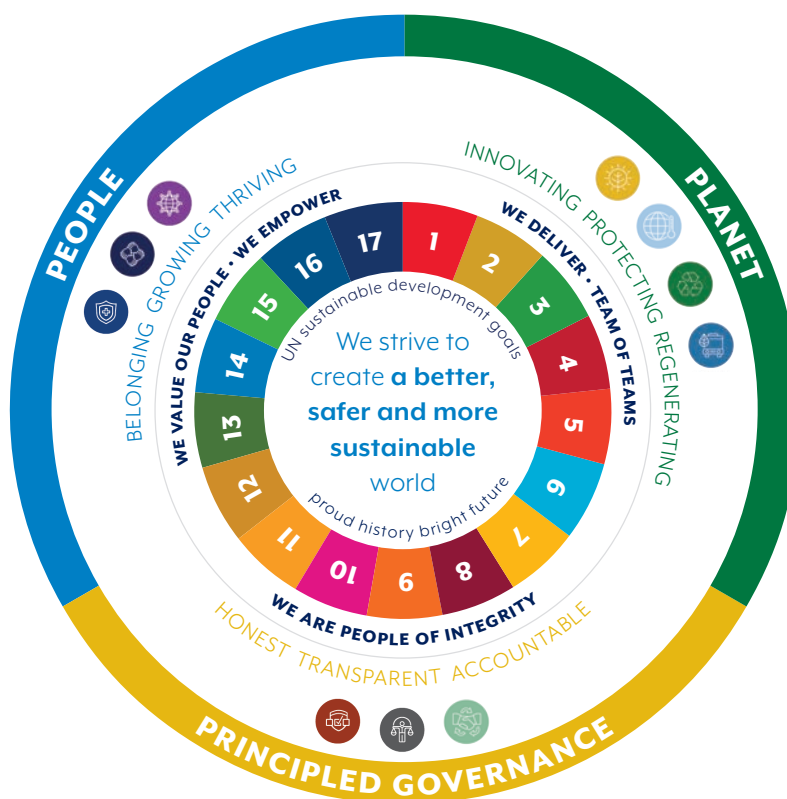 PEOPLE
PLANET
PRINCIPLED GOVERNANCE
BELONGING GROWING THRIVING
INNOVATING PROTECTING REGENERATING
HONEST TRANSPARENT ACCOUNTABLE
WE VALUE OUR PEOPLE • WE EMPOWER
WE DELIVER • TEAM OF TEAMS
WE ARE PEOPLE OF INTEGRITY
1
2
3
4
5
6
7
8
9
10
11
12
13
14
15
16
17
UN sustainable development goals
We strive to
create a better,
safer and more
sustainable
world
proud history bright future